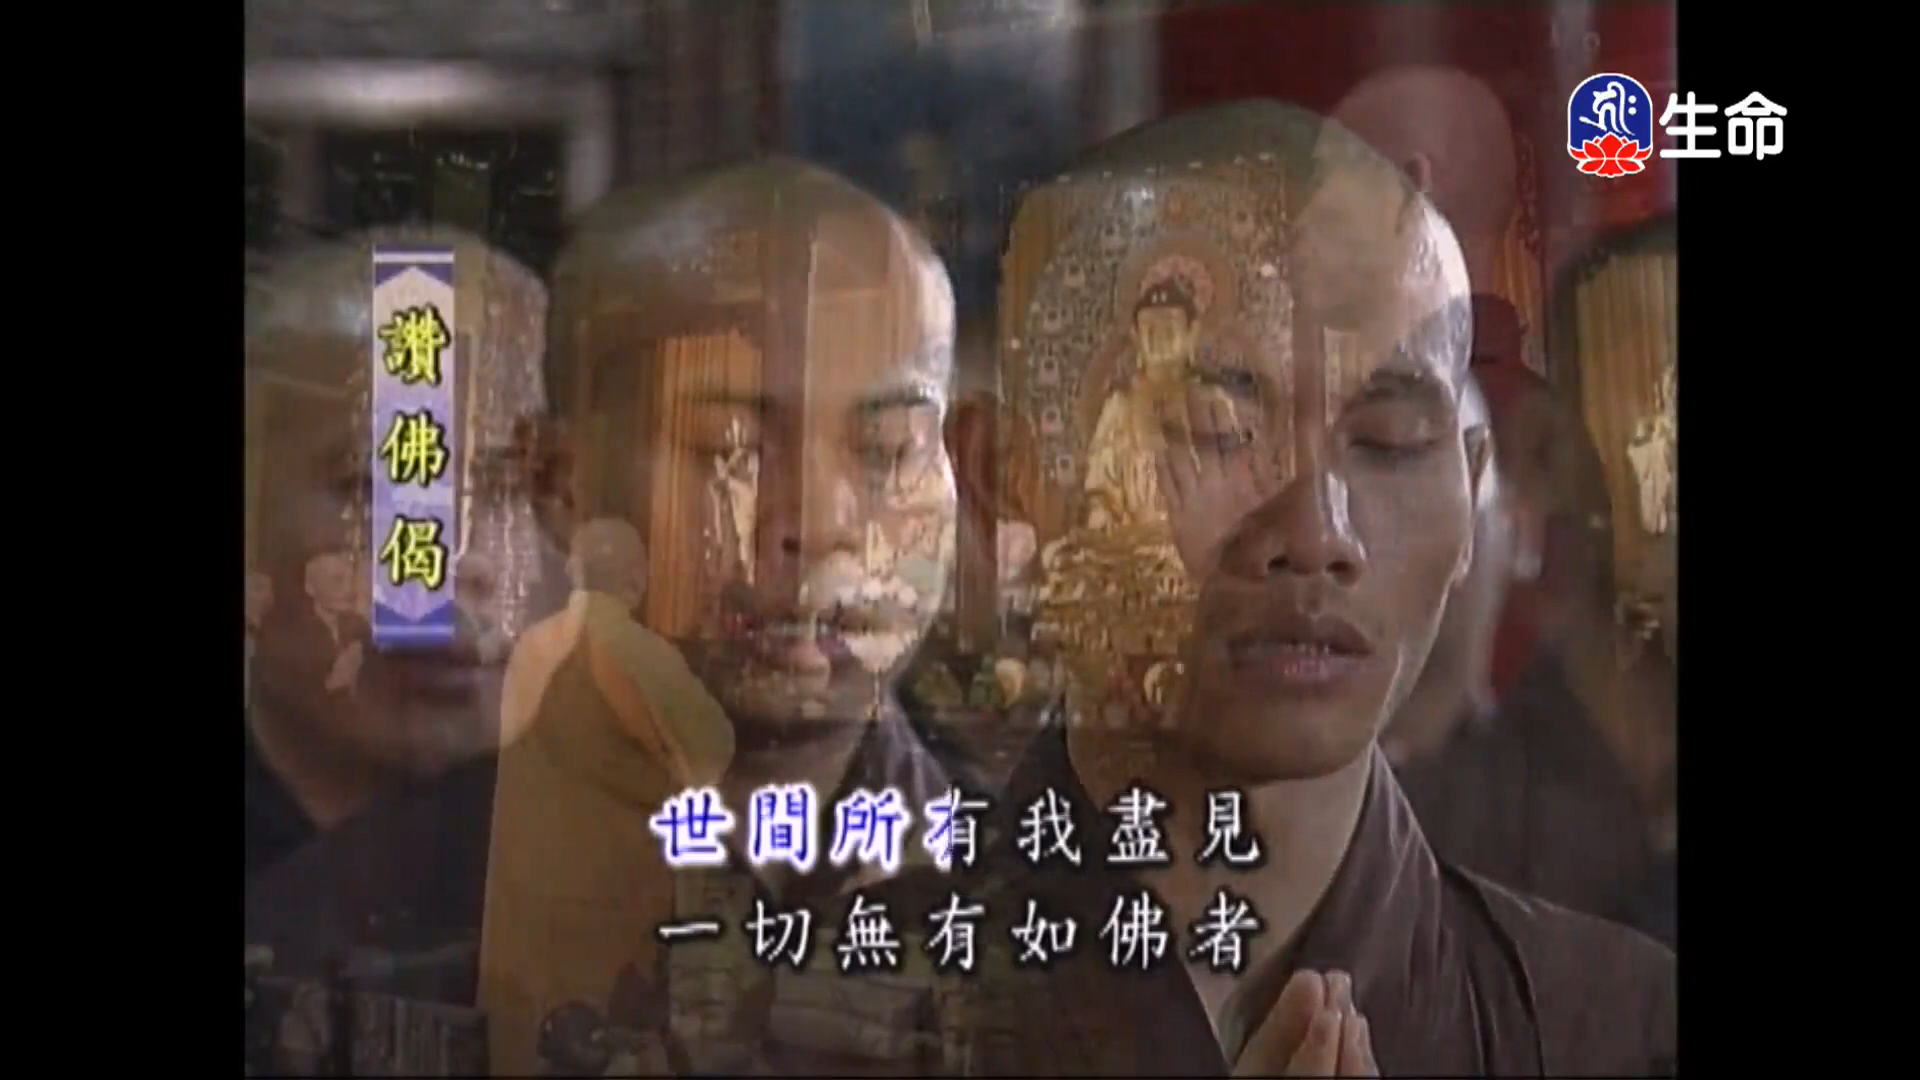 生命
讚佛偈
世間所有我盡見
一切無有如佛者